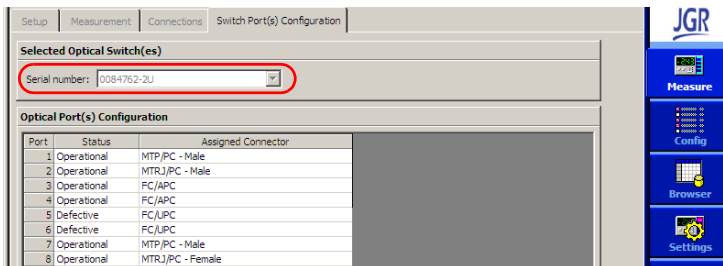 Setup Measurement Connections Switch Port(s) Configuration
JGR
Selected Optical Switch(es)
Serial number: 0084762-2U
Measure
Optical Port(s) Configuration
Config
Port Status Assigned Connector
1 Operational MTP/PC - Male
2 Operational MTRJ/PC - Male
3 Operational FC/APC
4 Operational FC/APC
Browser
5 Defective FC/UPC
6 Defective FC/UPC
7 Operational MTP/PC - Male
8 Operational MTRJ/PC - Female
Settings